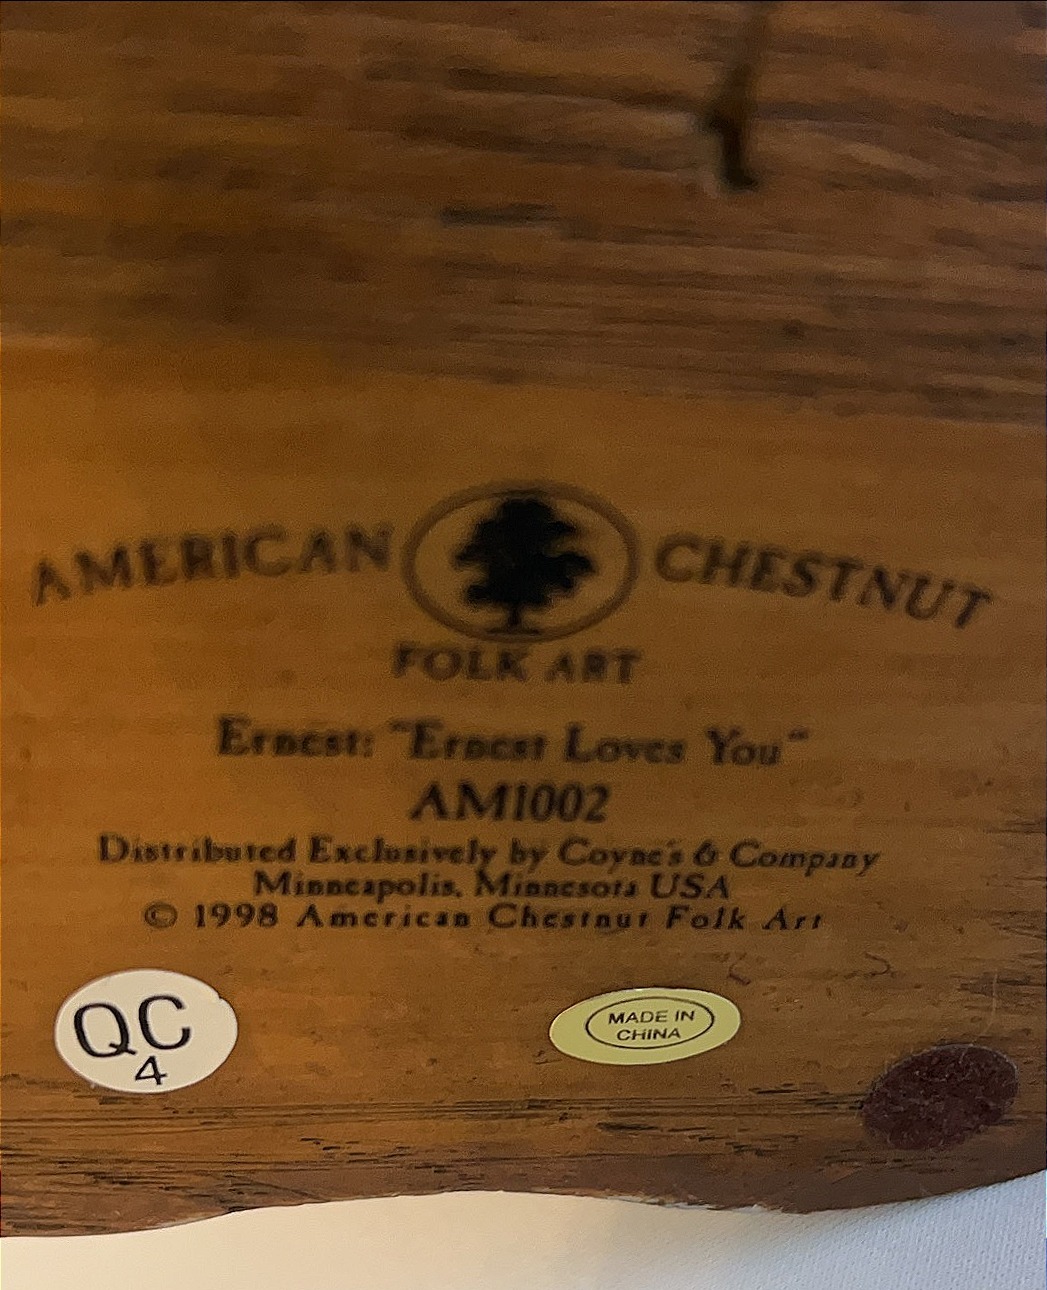 AMERICAN CHESTNUT
FOLK ART
Ernest: "Ernest Loves You"
AM1002
Distributed Exclusively by Coyne's & Company
Minneapolis, Minnesota USA
© 1998 American Chestnut Folk Art
QC
4
MADE IN
CHINA